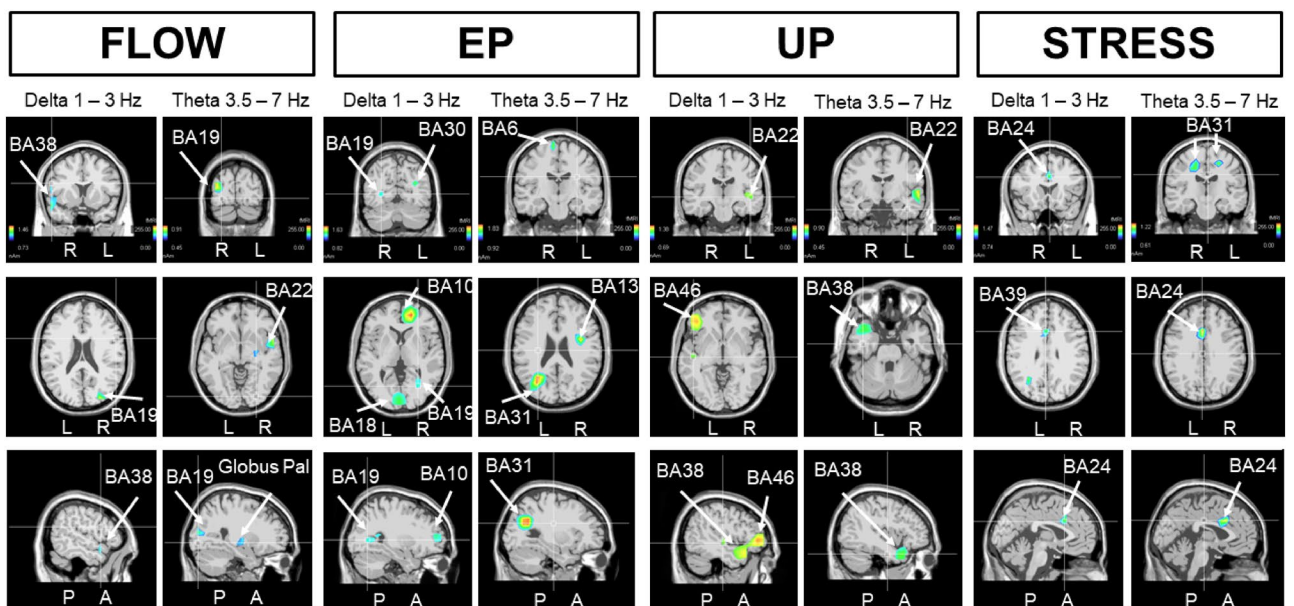 FLOW
EP
UP
STRESS
Delta 1 – 3 Hz
Theta 3.5 – 7 Hz
Delta 1 – 3 Hz
Theta 3.5 – 7 Hz
Delta 1 – 3 Hz
Theta 3.5 – 7 Hz
Delta 1 – 3 Hz
Theta 3.5 – 7 Hz
BA38
BA19
BA19
BA30
BA6
BA22
BA22
BA24
BA31
R L
R L
R L
R L
R L
R L
R L
R L
BA22
BA10
BA13
BA46
BA38
BA39
BA24
BA19
BA18
BA19
BA31
L R
L R
L R
L R
L R
L R
L R
L R
BA38
BA19
Globus Pal
BA19
BA10
BA31
BA38
BA46
BA38
BA24
BA24
P A
P A
P A
P A
P A
P A
P A
P A